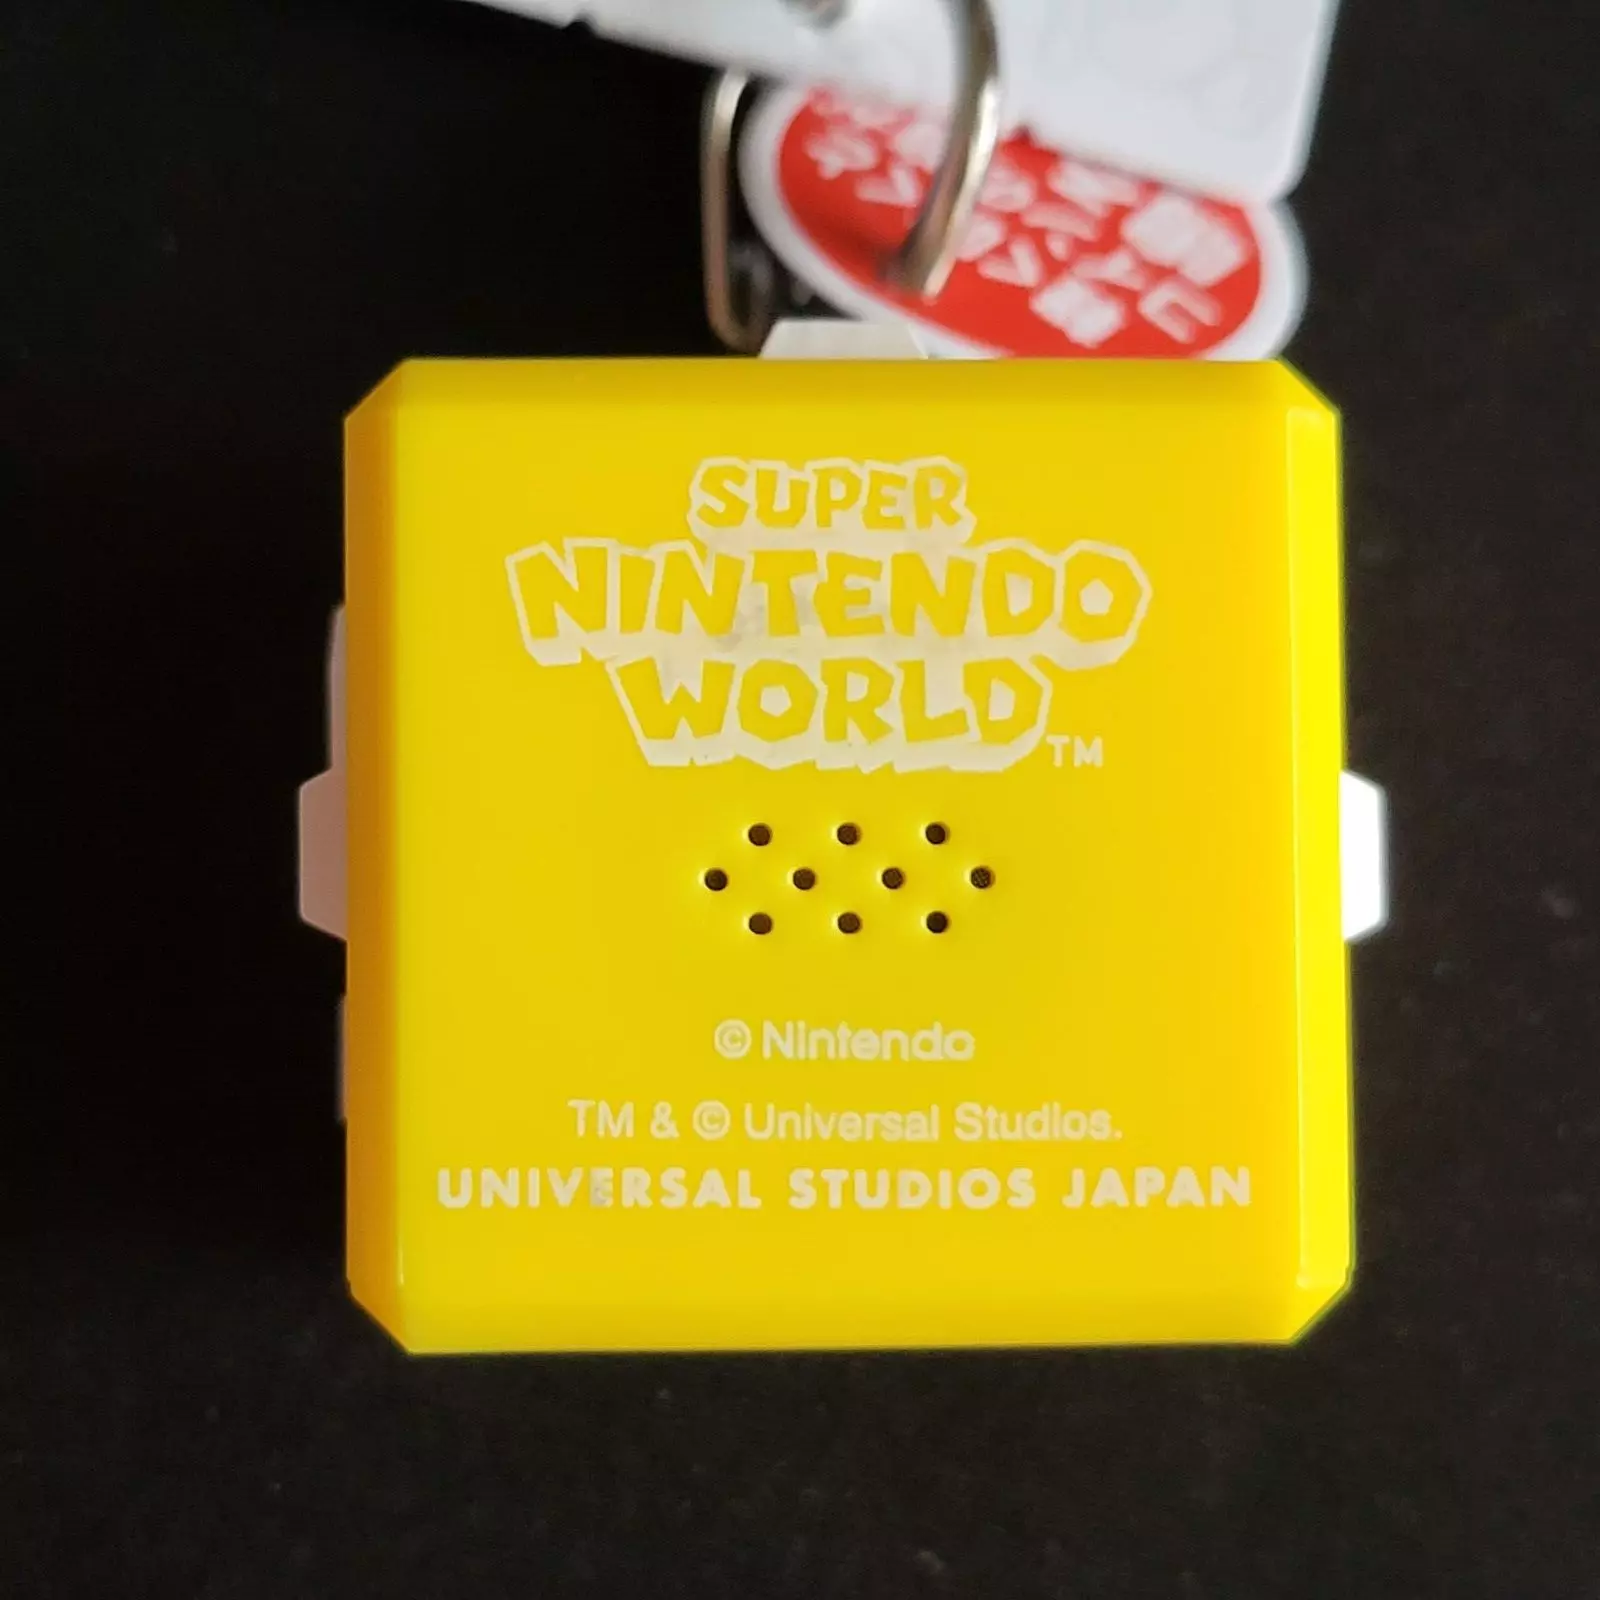 SUPER
NINTENDO
WORLD TM
© Nintendo
TM & © Universal Studios.
UNIVERSAL STUDIOS JAPAN